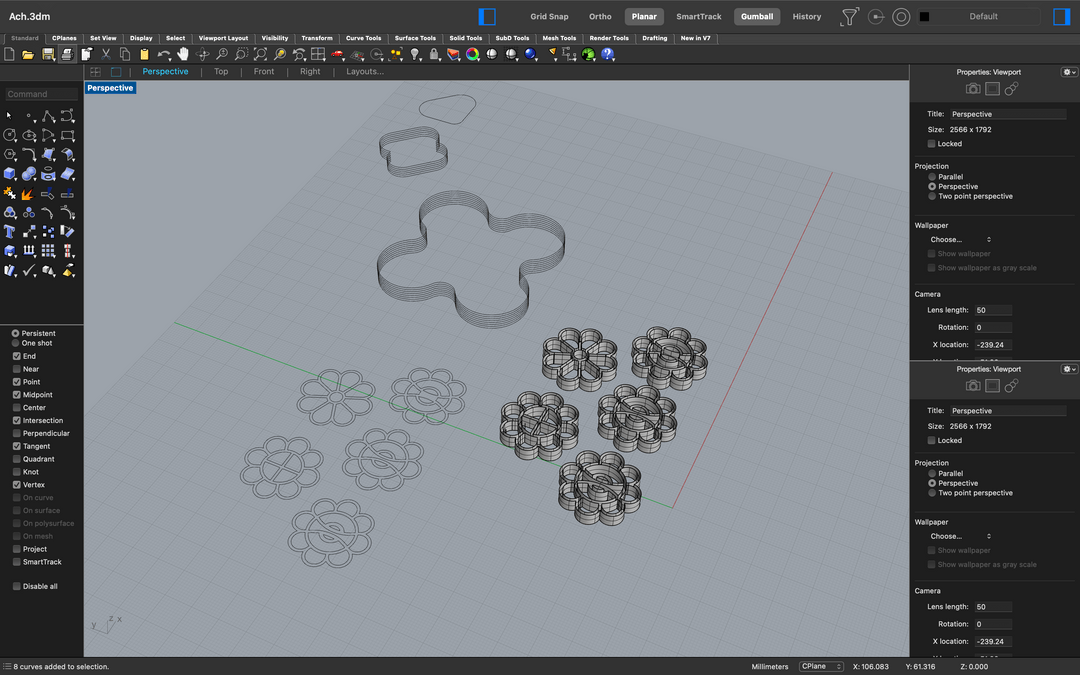 Ach.3dm
Grid Snap Ortho Planar SmartTrack Gumball History Default
Standard CPlanes Set View Display Select Viewport Layout Visibility Transform Curve Tools Surface Tools Solid Tools SubD Tools Mesh Tools Render Tools Drafting New in V7
Perspective Top Front Right Layouts...
Perspective
Command
Persistent
One shot
End
Near
Point
Midpoint
Center
Intersection
Perpendicular
Tangent
Quadrant
Knot
Vertex
On curve
On surface
On polysurface
On mesh
Project
SmartTrack
Disable all
z
y x
Properties: Viewport
Title: Perspective
Size: 2566 x 1792
Locked
Projection
Parallel
Perspective
Two point perspective
Wallpaper
Choose...
Show wallpaper
Show wallpaper as gray scale
Camera
Lens length: 50
Rotation: 0
X location: -239.24
Properties: Viewport
Title: Perspective
Size: 2566 x 1792
Locked
Projection
Parallel
Perspective
Two point perspective
Wallpaper
Choose...
Show wallpaper
Show wallpaper as gray scale
Camera
Lens length: 50
Rotation: 0
X location: -239.24
8 curves added to selection. Millimeters CPlane X: 106.083 Y: 61.316 Z: 0.000